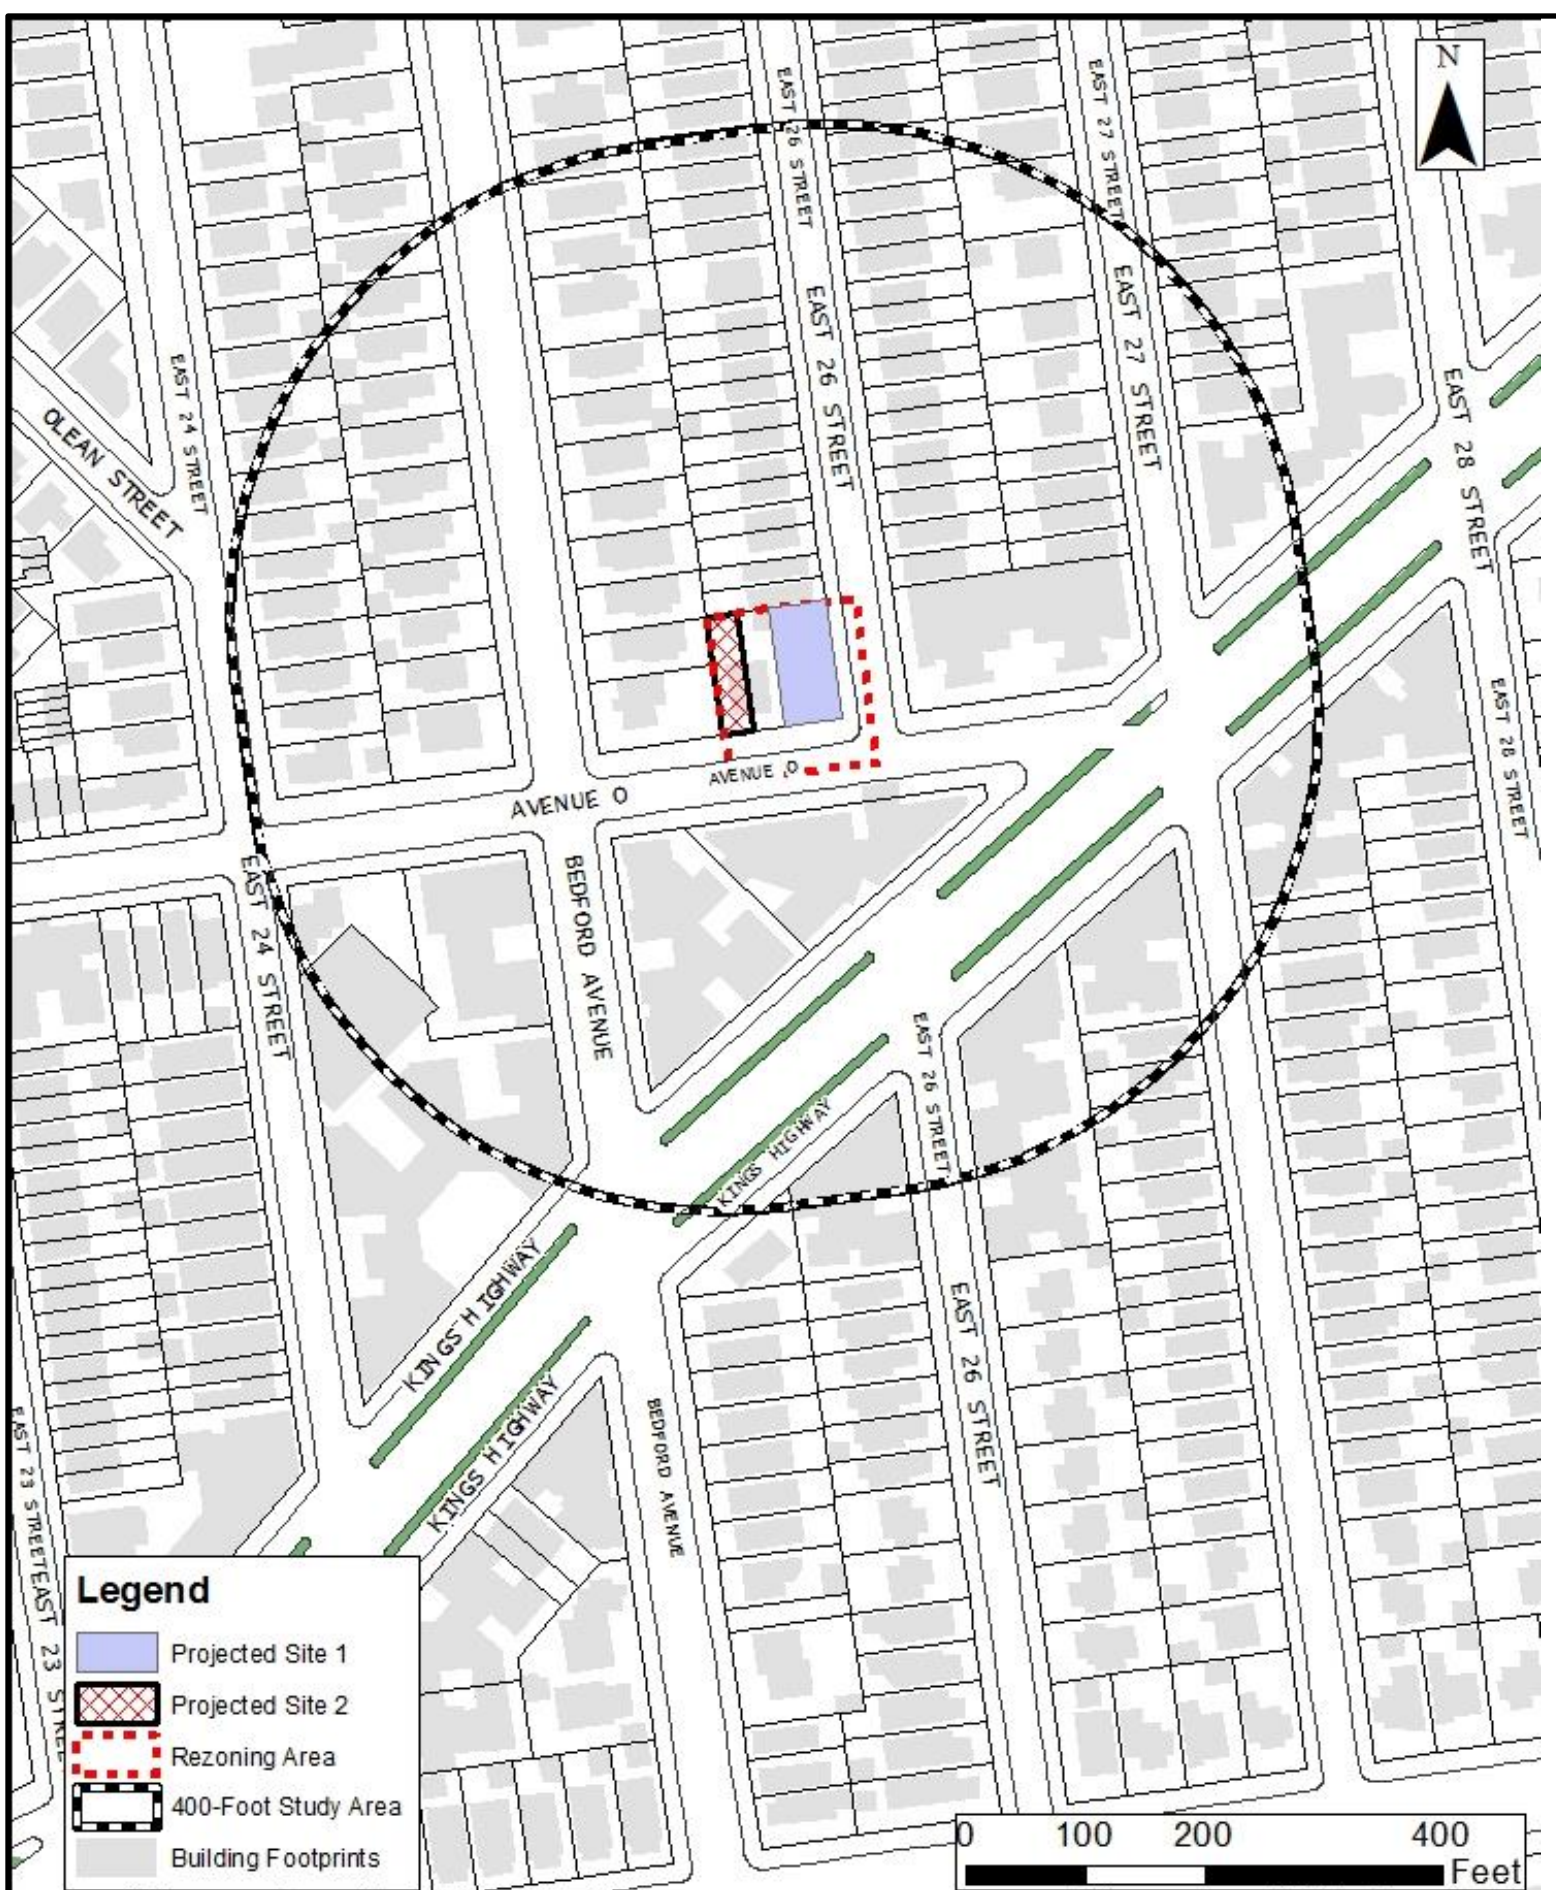 N
EAST 26 STREET
EAST 27 STREET
EAST 26 STREET
EAST 27 STREET
EAST 24 STREET
OLEAN STREET
EAST 28 STREET
EAST 28 STREET
AVENUE O
AVENUE O
EAST 24 STREET
BEDFORD AVENUE
EAST 26 STREET
KINGS HIGHWAY
KINGS HIGHWAY
KINGS HIGHWAY
EAST 26 STREET
BEDFORD AVENUE
EAST 23 STREET
EAST 23 STREE
Legend
Projected Site 1
Projected Site 2
Rezoning Area
400-Foot Study Area
Building Footprints
0 100 200 400
Feet